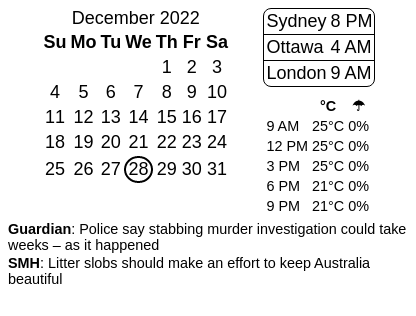 December 2022
Su Mo Tu We Th Fr Sa
1 2 3
4 5 6 7 8 9 10
11 12 13 14 15 16 17
18 19 20 21 22 23 24
25 26 27 28 29 30 31
Sydney 8 PM
Ottawa 4 AM
London 9 AM
°C ☂
9 AM 25°C 0%
12 PM 25°C 0%
3 PM 25°C 0%
6 PM 21°C 0%
9 PM 21°C 0%
Guardian: Police say stabbing murder investigation could take
weeks – as it happened
SMH: Litter slobs should make an effort to keep Australia
beautiful